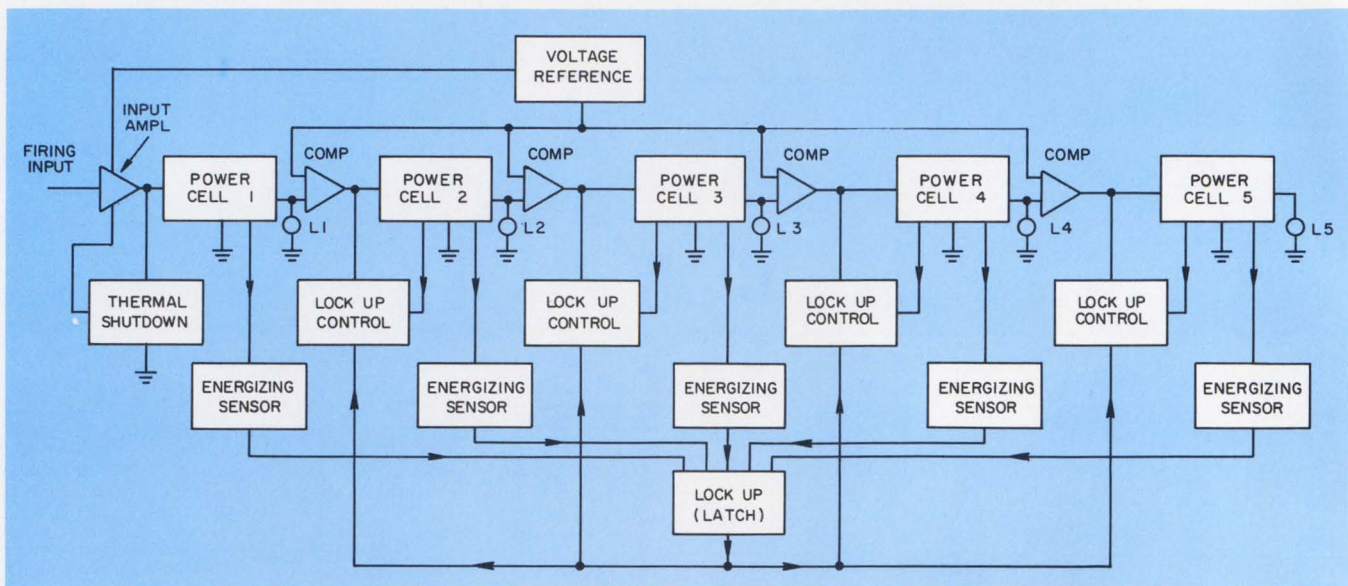 VOLTAGE
REFERENCE
INPUT
AMPL
FIRING
INPUT
POWER
CELL 1
COMP
POWER
CELL 2
COMP
POWER
CELL 3
COMP
POWER
CELL 4
COMP
POWER
CELL 5
L1
L2
L3
L4
L5
THERMAL
SHUTDOWN
LOCK UP
CONTROL
LOCK UP
CONTROL
LOCK UP
CONTROL
LOCK UP
CONTROL
ENERGIZING
SENSOR
ENERGIZING
SENSOR
ENERGIZING
SENSOR
ENERGIZING
SENSOR
ENERGIZING
SENSOR
LOCK UP
(LATCH)